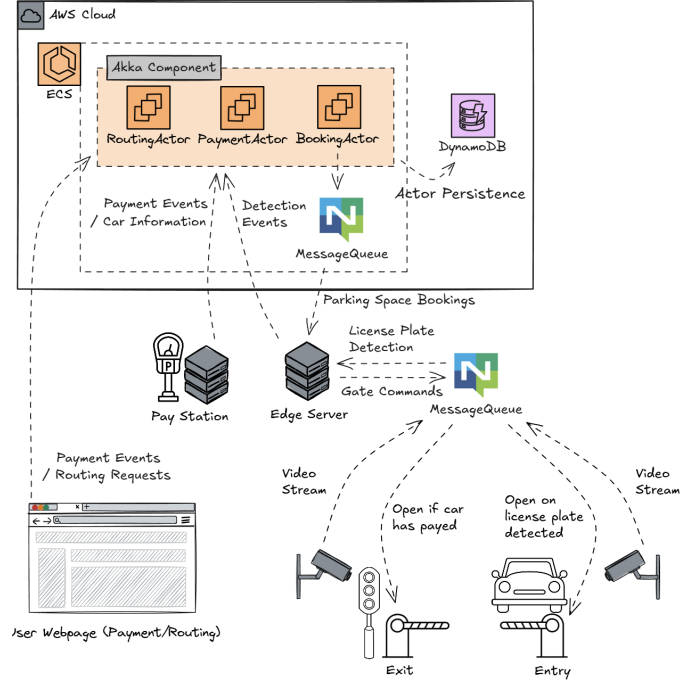 AWS Cloud
ECS
Akka Component
RoutingActor
PaymentActor
BookingActor
DynamoDB
Actor Persistence
Payment Events
/ Car Information
Detection
Events
N
MessageQueue
Parking Space Bookings
License Plate
Detection
Gate Commands
P
Pay Station
Edge Server
N
MessageQueue
Payment Events
/ Routing Requests
Video
Stream
Open if car
has payed
Open on
license plate
detected
Video
Stream
x +
User Webpage (Payment/Routing)
Exit
Entry